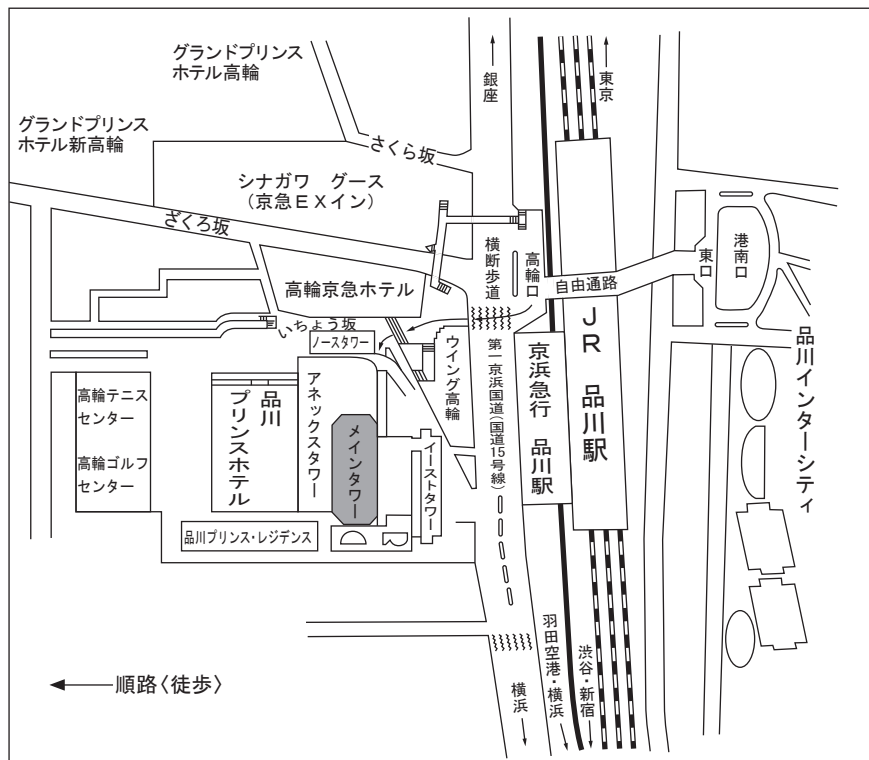 グランドプリンス
ホテル高輪
グランドプリンス
ホテル新高輪
さくら坂
シナガワ グース
（京急ＥＸイン）
ざくろ坂
高輪京急ホテル
いちょう坂
ノースタワー
ウイング高輪
銀座
東京
横断歩道
高輪口
自由通路
東口
港南口
品川インターシティ
第一京浜国道（国道15号線）
京浜急行 品川駅
ＪＲ 品川駅
高輪テニス
センター
高輪ゴルフ
センター
品川
プリンスホテル
アネックスタワー
メインタワー
イーストタワー
品川プリンス・レジデンス
順路〈徒歩〉
横浜
羽田空港・横浜
渋谷・新宿